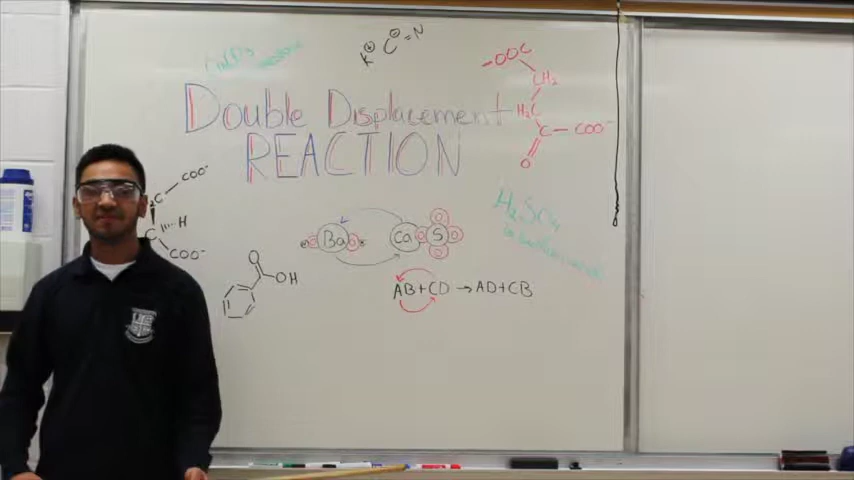 K⊕ C⊖≡N
-OOC
CH₂
Double Displacement
H₂C
REACTION
C — COO⁻
O
COO⁻
C
H₂SO₄
C H
Ba O
Ca O S O
O
O
COO⁻
O
OH
AB+CD→AD+CB